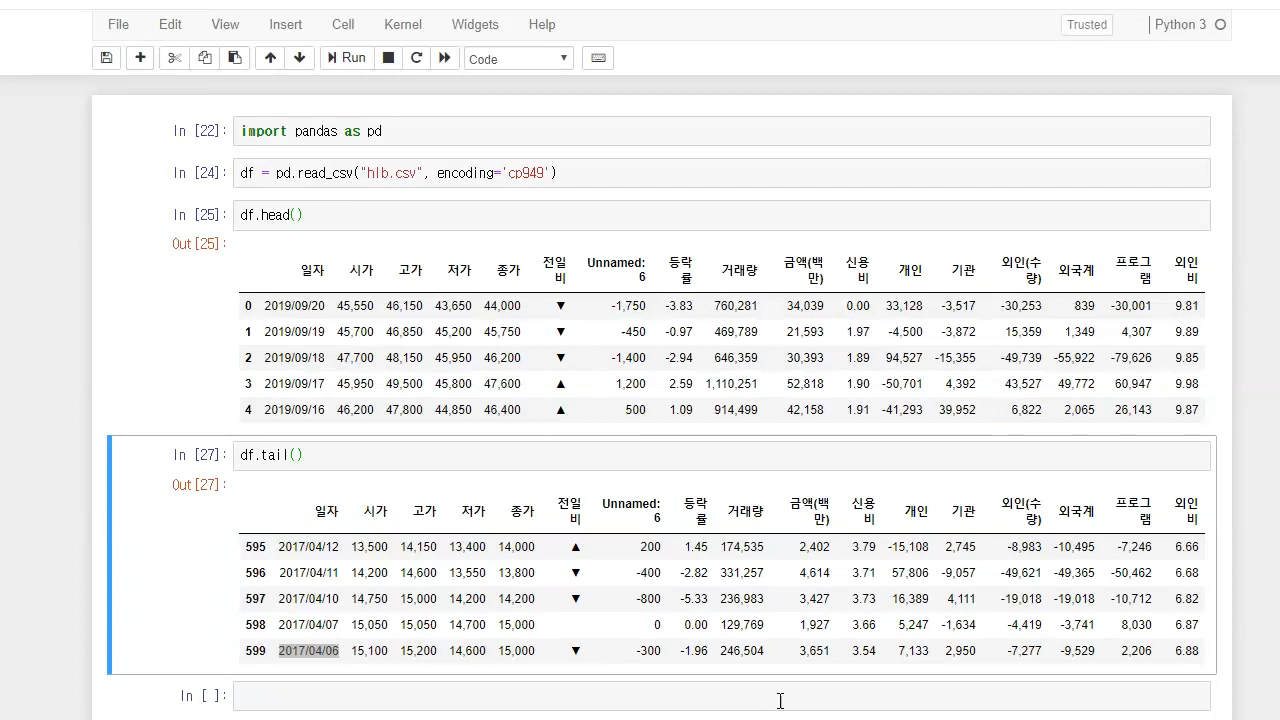 File Edit View Insert Cell Kernel Widgets Help Trusted Python 3
Run Code
In [22]: import pandas as pd
In [24]: df = pd.read_csv("hlb.csv", encoding='cp949')
In [25]: df.head()
Out[25]:
일자 시가 고가 저가 종가 전일비 Unnamed: 6 등락률 거래량 금액(백만) 신용비 개인 기관 외인(수량) 외국계 프로그램 외인비
0 2019/09/20 45,550 46,150 43,650 44,000 ▼ -1,750 -3.83 760,281 34,039 0.00 33,128 -3,517 -30,253 839 -30,001 9.81
1 2019/09/19 45,700 46,850 45,200 45,750 ▼ -450 -0.97 469,789 21,593 1.97 -4,500 -3,872 15,359 1,349 4,307 9.89
2 2019/09/18 47,700 48,150 45,950 46,200 ▼ -1,400 -2.94 646,359 30,393 1.89 94,527 -15,355 -49,739 -55,922 -79,626 9.85
3 2019/09/17 45,950 49,500 45,800 47,600 ▲ 1,200 2.59 1,110,251 52,818 1.90 -50,701 4,392 43,527 49,772 60,947 9.98
4 2019/09/16 46,200 47,800 44,850 46,400 ▲ 500 1.09 914,499 42,158 1.91 -41,293 39,952 6,822 2,065 26,143 9.87
In [27]: df.tail()
Out[27]:
일자 시가 고가 저가 종가 전일비 Unnamed: 6 등락률 거래량 금액(백만) 신용비 개인 기관 외인(수량) 외국계 프로그램 외인비
595 2017/04/12 13,500 14,150 13,400 14,000 ▲ 200 1.45 174,535 2,402 3.79 -15,108 2,745 -8,983 -10,495 -7,246 6.66
596 2017/04/11 14,200 14,600 13,550 13,800 ▼ -400 -2.82 331,257 4,614 3.71 57,806 -9,057 -49,621 -49,365 -50,462 6.68
597 2017/04/10 14,750 15,000 14,200 14,200 ▼ -800 -5.33 236,983 3,427 3.73 16,389 4,111 -19,018 -19,018 -10,712 6.82
598 2017/04/07 15,050 15,050 14,700 15,000 0 0.00 129,769 1,927 3.66 5,247 -1,634 -4,419 -3,741 8,030 6.87
599 2017/04/06 15,100 15,200 14,600 15,000 ▼ -300 -1.96 246,504 3,651 3.54 7,133 2,950 -7,277 -9,529 2,206 6.88
In [ ]: